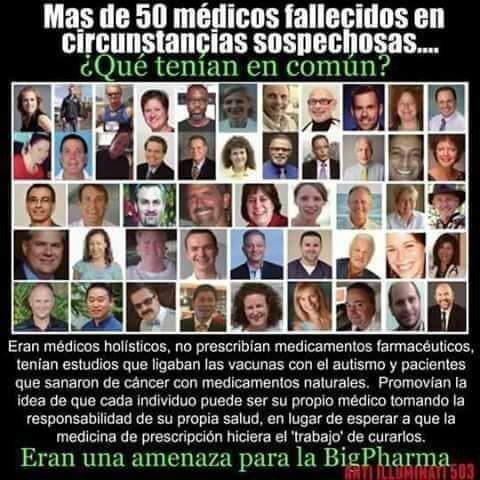 Mas de 50 médicos fallecidos en
circunstancias sospechosas....
¿Qué tenían en común?
Eran médicos holísticos, no prescribían medicamentos farmacéuticos,
tenían estudios que ligaban las vacunas con el autismo y pacientes
que sanaron de cáncer con medicamentos naturales. Promovían la
idea de que cada individuo puede ser su propio médico tomando la
responsabilidad de su propia salud, en lugar de esperar a que la
medicina de prescripción hiciera el 'trabajo' de curarlos.
Eran una amenaza para la BigPharma
ANTI ILLUMINATI 503